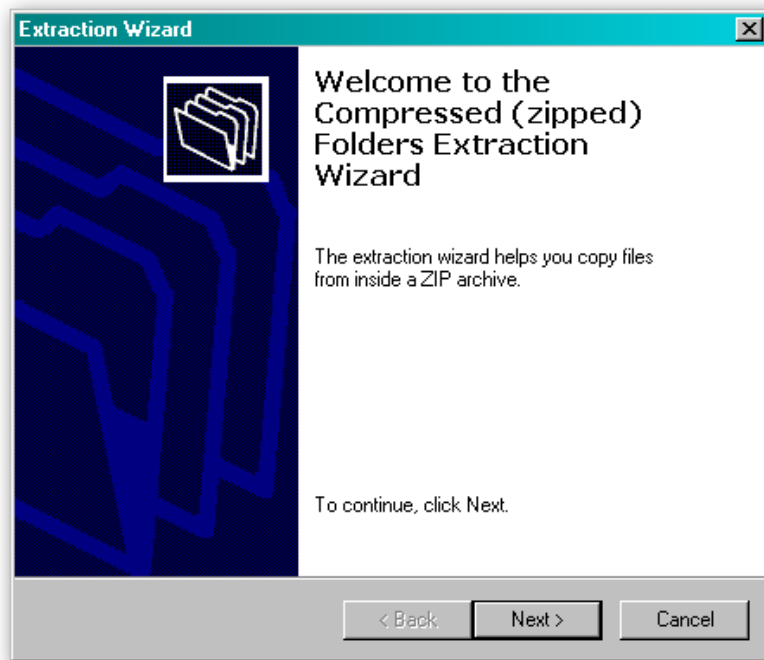 Extraction Wizard
Welcome to the
Compressed (zipped)
Folders Extraction
Wizard
The extraction wizard helps you copy files
from inside a ZIP archive.
To continue, click Next.
< Back
Next >
Cancel